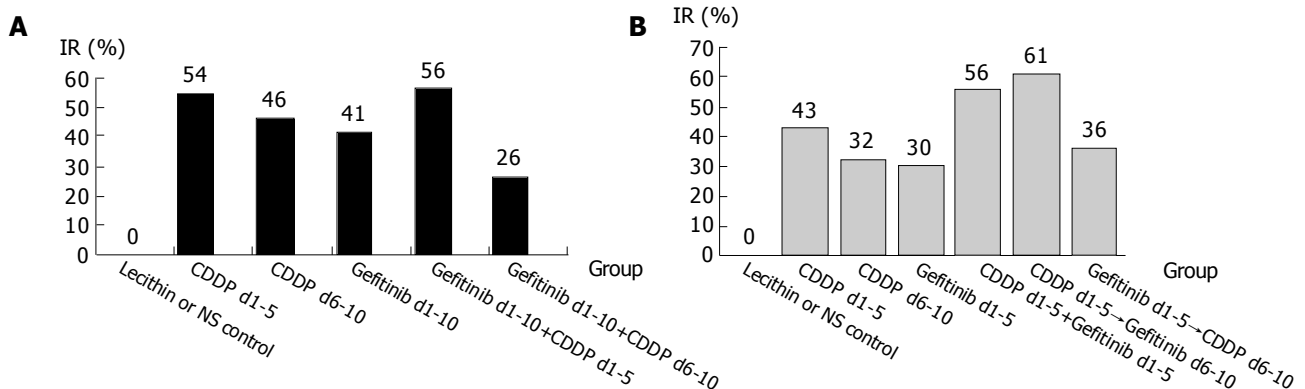 A
IR (%)
60
50
40
30
20
10
0
0
54
46
41
56
26
Lecithin or NS control
CDDP d1-5
CDDP d6-10
Gefitinib d1-10
Gefitinib d1-10+CDDP d1-5
Gefitinib d1-10+CDDP d6-10
Group
B
IR (%)
70
60
50
40
30
20
10
0
0
43
32
30
56
61
36
Lecithin or NS control
CDDP d1-5
CDDP d6-10
Gefitinib d1-5
CDDP d1-5+Gefitinib d1-5
CDDP d1-5→Gefitinib d6-10
Gefitinib d1-5→CDDP d6-10
Group